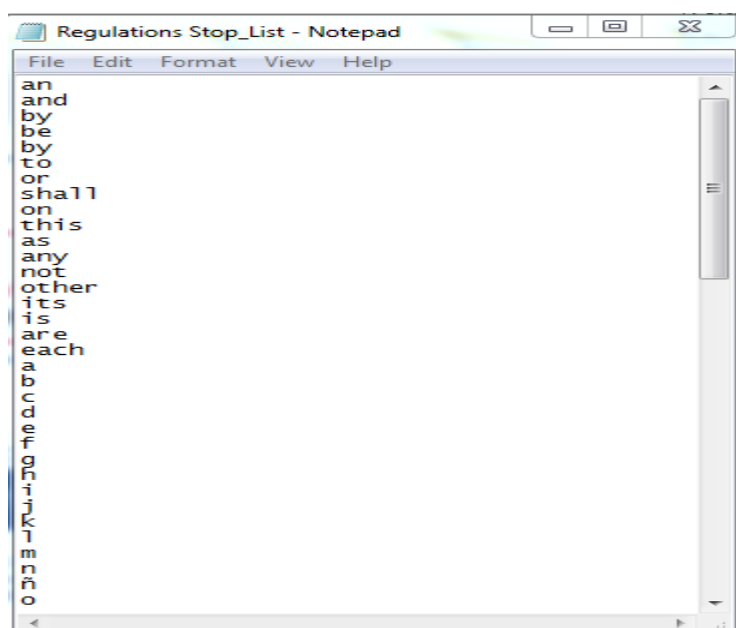 Regulations Stop_List - Notepad
File Edit Format View Help
an
and
by
be
by
to
or
shall
on
this
as
any
not
other
its
is
are
each
a
b
c
d
e
f
g
h
i
j
k
l
m
n
ñ
o